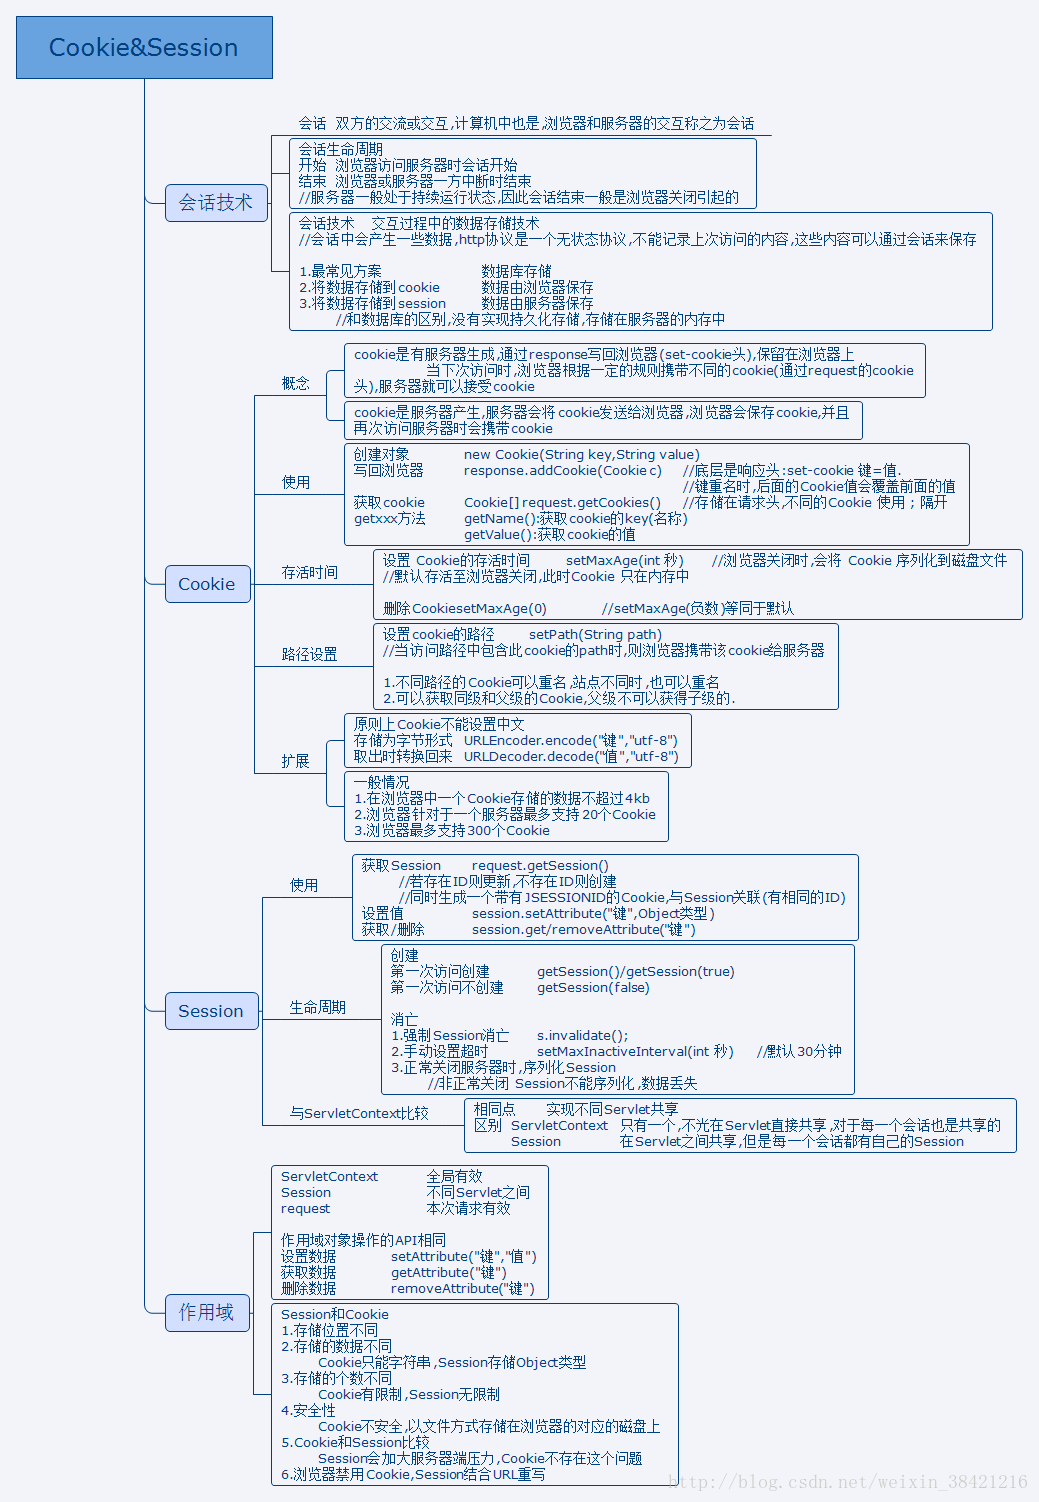 Cookie&Session
会话技术
会话 双方的交流或交互,计算机中也是,浏览器和服务器的交互称之为会话
会话生命周期
开始 浏览器访问服务器时会话开始
结束 浏览器或服务器一方中断时结束
//服务器一般处于持续运行状态,因此会话结束一般是浏览器关闭引起的
会话技术 交互过程中的数据存储技术
//会话中会产生一些数据,http协议是一个无状态协议,不能记录上次访问的内容,这些内容可以通过会话来保存
1.最常见方案 数据库存储
2.将数据存储到cookie 数据由浏览器保存
3.将数据存储到session 数据由服务器保存
//和数据库的区别,没有实现持久化存储,存储在服务器的内存中
Cookie
概念
cookie是有服务器生成,通过response写回浏览器(set-cookie头),保留在浏览器上
当下次访问时,浏览器根据一定的规则携带不同的cookie(通过request的cookie
头),服务器就可以接受cookie
cookie是服务器产生,服务器会将cookie发送给浏览器,浏览器会保存cookie,并且
再次访问服务器时会携带cookie
使用
创建对象 new Cookie(String key,String value)
写回浏览器 response.addCookie(Cookie c) //底层是响应头:set-cookie 键=值.
//键重名时,后面的Cookie值会覆盖前面的值
获取cookie Cookie[] request.getCookies() //存储在请求头,不同的Cookie 使用 ; 隔开
getxxx方法 getName():获取cookie的key(名称)
getValue():获取cookie的值
存活时间
设置 Cookie的存活时间 setMaxAge(int 秒) //浏览器关闭时,会将 Cookie 序列化到磁盘文件
//默认存活至浏览器关闭,此时Cookie 只在内存中
删除CookiesetMaxAge(0) //setMaxAge(负数)等同于默认
路径设置
设置cookie的路径 setPath(String path)
//当访问路径中包含此cookie的path时,则浏览器携带该cookie给服务器
1.不同路径的Cookie可以重名,站点不同时,也可以重名
2.可以获取同级和父级的Cookie,父级不可以获得子级的.
扩展
原则上Cookie不能设置中文
存储为字节形式 URLEncoder.encode("键","utf-8")
取出时转换回来 URLDecoder.decode("值","utf-8")
一般情况
1.在浏览器中一个Cookie存储的数据不超过4kb
2.浏览器针对于一个服务器最多支持20个Cookie
3.浏览器最多支持300个Cookie
Session
使用
获取Session request.getSession()
//若存在ID则更新,不存在ID则创建
//同时生成一个带有JSESSIONID的Cookie,与Session关联(有相同的ID)
设置值 session.setAttribute("键",Object类型)
获取/删除 session.get/removeAttribute("键")
生命周期
创建
第一次访问创建 getSession()/getSession(true)
第一次访问不创建 getSession(false)
消亡
1.强制Session消亡 s.invalidate();
2.手动设置超时 setMaxInactiveInterval(int 秒) //默认30分钟
3.正常关闭服务器时,序列化Session
//非正常关闭 Session不能序列化,数据丢失
与ServletContext比较
相同点 实现不同Servlet共享
区别 ServletContext 只有一个,不光在Servlet直接共享,对于每一个会话也是共享的
Session 在Servlet之间共享,但是每一个会话都有自己的Session
作用域
ServletContext 全局有效
Session 不同Servlet之间
request 本次请求有效
作用域对象操作的API相同
设置数据 setAttribute("键","值")
获取数据 getAttribute("键")
删除数据 removeAttribute("键")
Session和Cookie
1.存储位置不同
2.存储的数据不同
Cookie只能字符串,Session存储Object类型
3.存储的个数不同
Cookie有限制,Session无限制
4.安全性
Cookie不安全,以文件方式存储在浏览器的对应的磁盘上
5.Cookie和Session比较
Session会加大服务器端压力,Cookie不存在这个问题
6.浏览器禁用Cookie,Session结合URL重写
http://blog.csdn.net/weixin_38421216